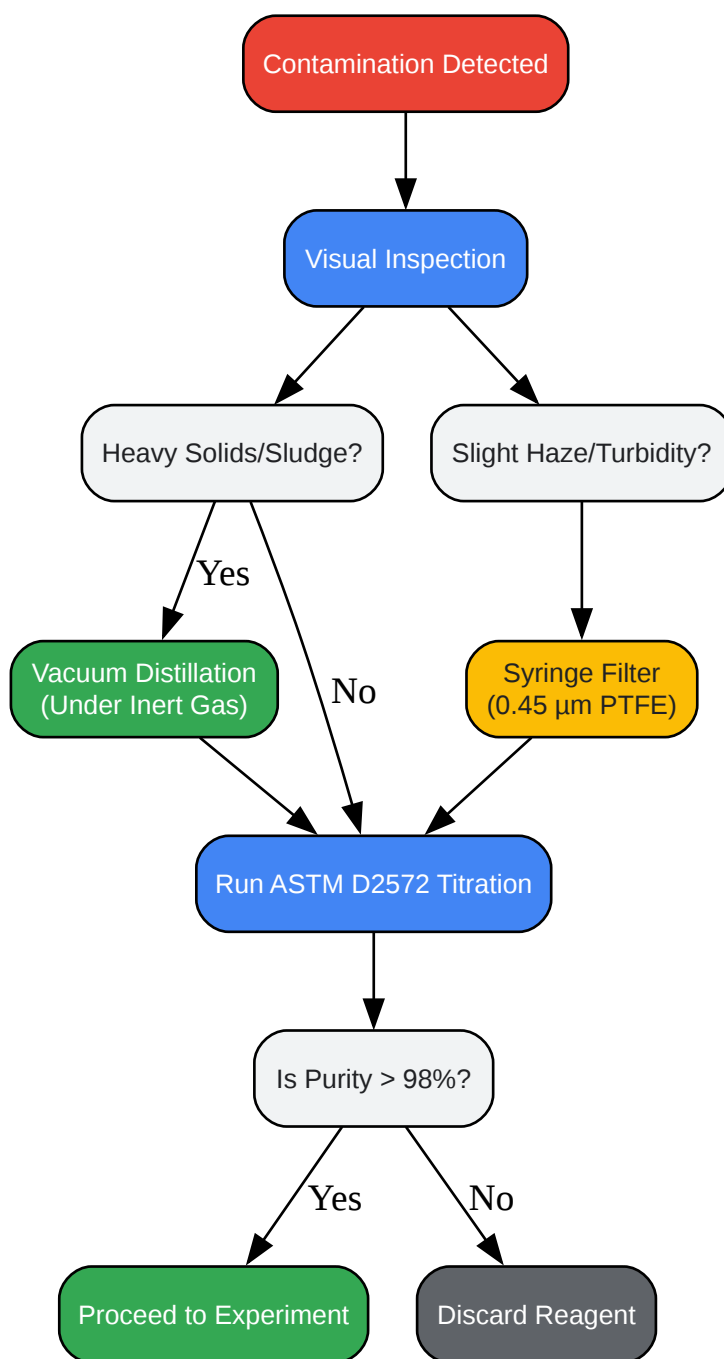 Contamination Detected
Visual Inspection
Heavy Solids/Sludge?
Slight Haze/Turbidity?
Yes
Vacuum Distillation
(Under Inert Gas)
No
Syringe Filter
(0.45 µm PTFE)
Run ASTM D2572 Titration
Is Purity > 98%?
Yes
No
Proceed to Experiment
Discard Reagent